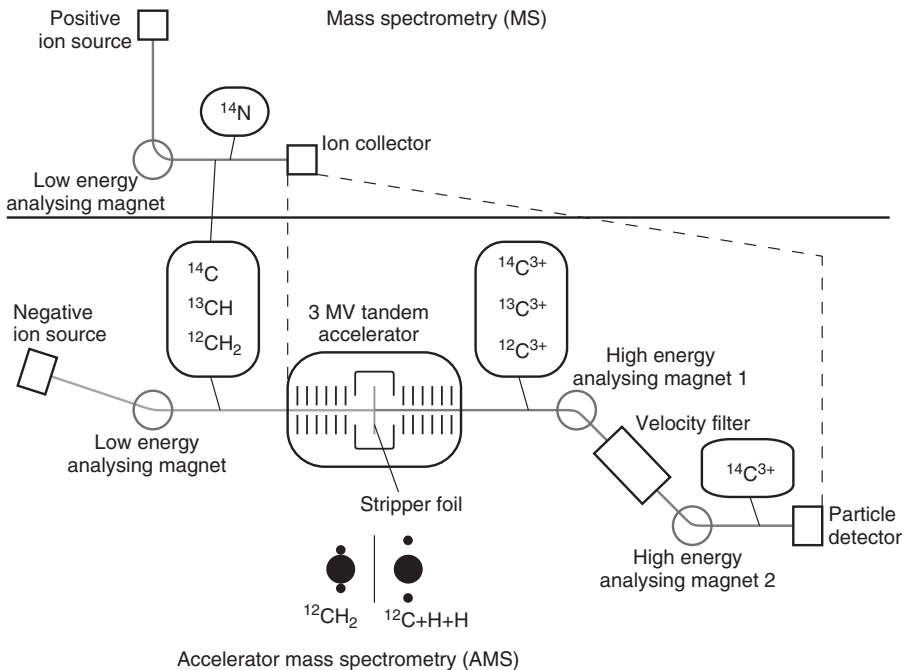 Mass spectrometry (MS)
Positive
ion source
¹⁴N
Ion collector
Low energy
analysing magnet
¹⁴C
¹³CH
¹²CH₂
¹⁴C³⁺
¹³C³⁺
¹²C³⁺
Negative
ion source
3 MV tandem
accelerator
Low energy
analysing magnet
High energy
analysing magnet 1
Velocity filter
¹⁴C³⁺
Stripper foil
Particle
detector
High energy
analysing magnet 2
¹²CH₂
¹²C+H+H
Accelerator mass spectrometry (AMS)